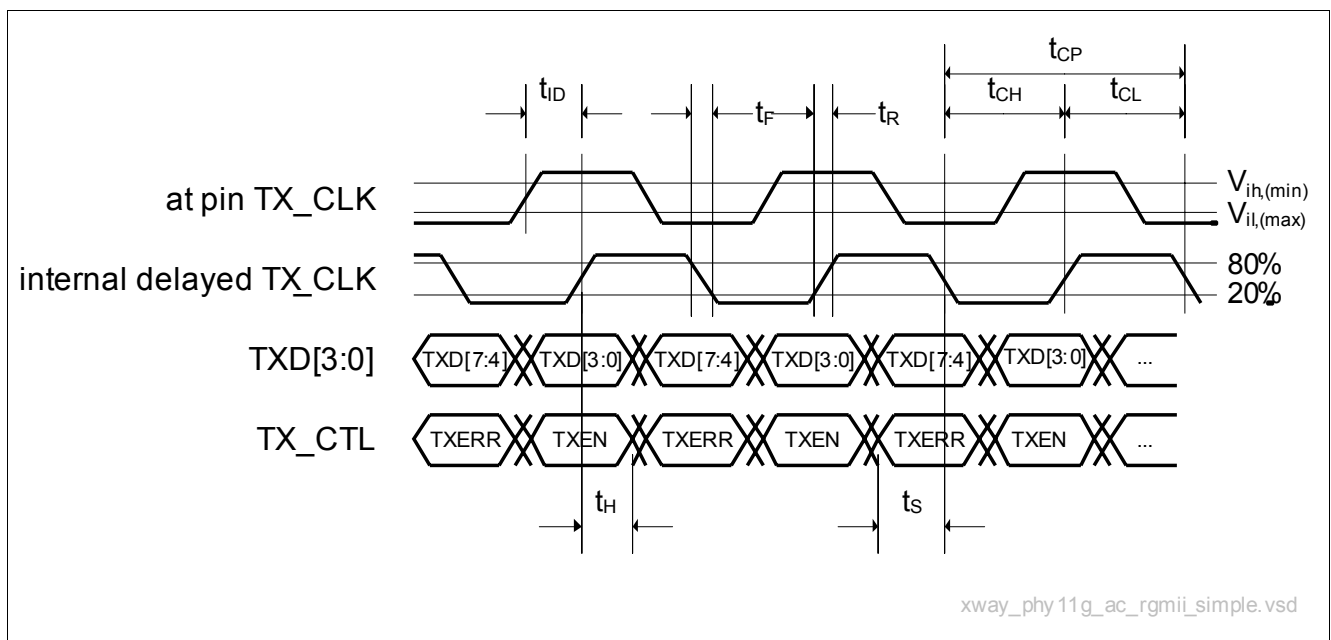 tCP
tID tF tR tCH tCL
at pin TX_CLK
Vih,(min)
Vil,(max)
internal delayed TX_CLK
80%
20%
TXD[3:0] TXD[7:4] TXD[3:0] TXD[7:4] TXD[3:0] TXD[7:4] TXD[3:0] ...
TX_CTL TXERR TXEN TXERR TXEN TXERR TXEN ...
tH tS
xway_phy11g_ac_rgmii_simple.vsd